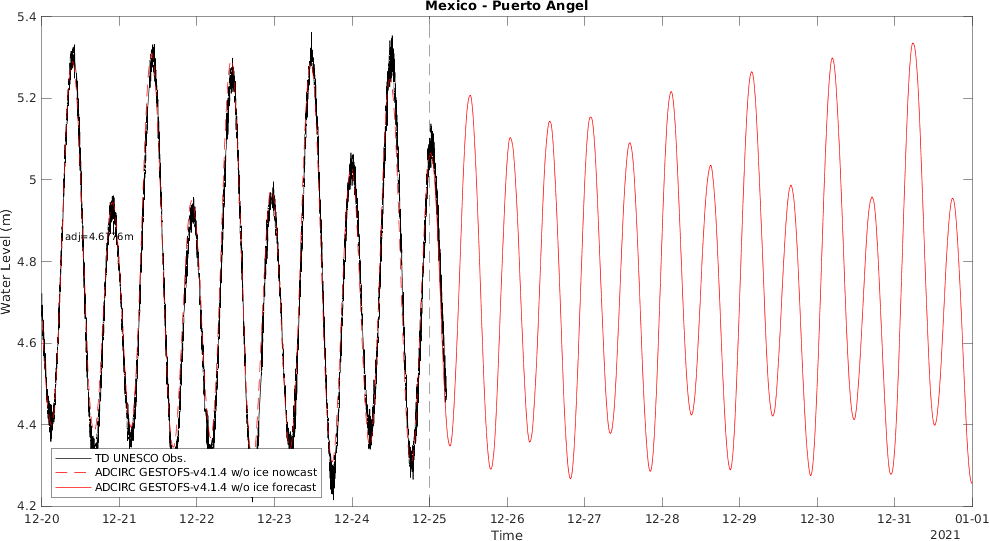 Mexico - Puerto Angel
5.4
5.2
5
4.8
4.6
4.4
4.2
Water Level (m)
adj=4.6776m
TD UNESCO Obs.
ADCIRC GESTOFS-v4.1.4 w/o ice nowcast
ADCIRC GESTOFS-v4.1.4 w/o ice forecast
12-20 12-21 12-22 12-23 12-24 12-25 12-26 12-27 12-28 12-29 12-30 12-31 01-01
Time
2021